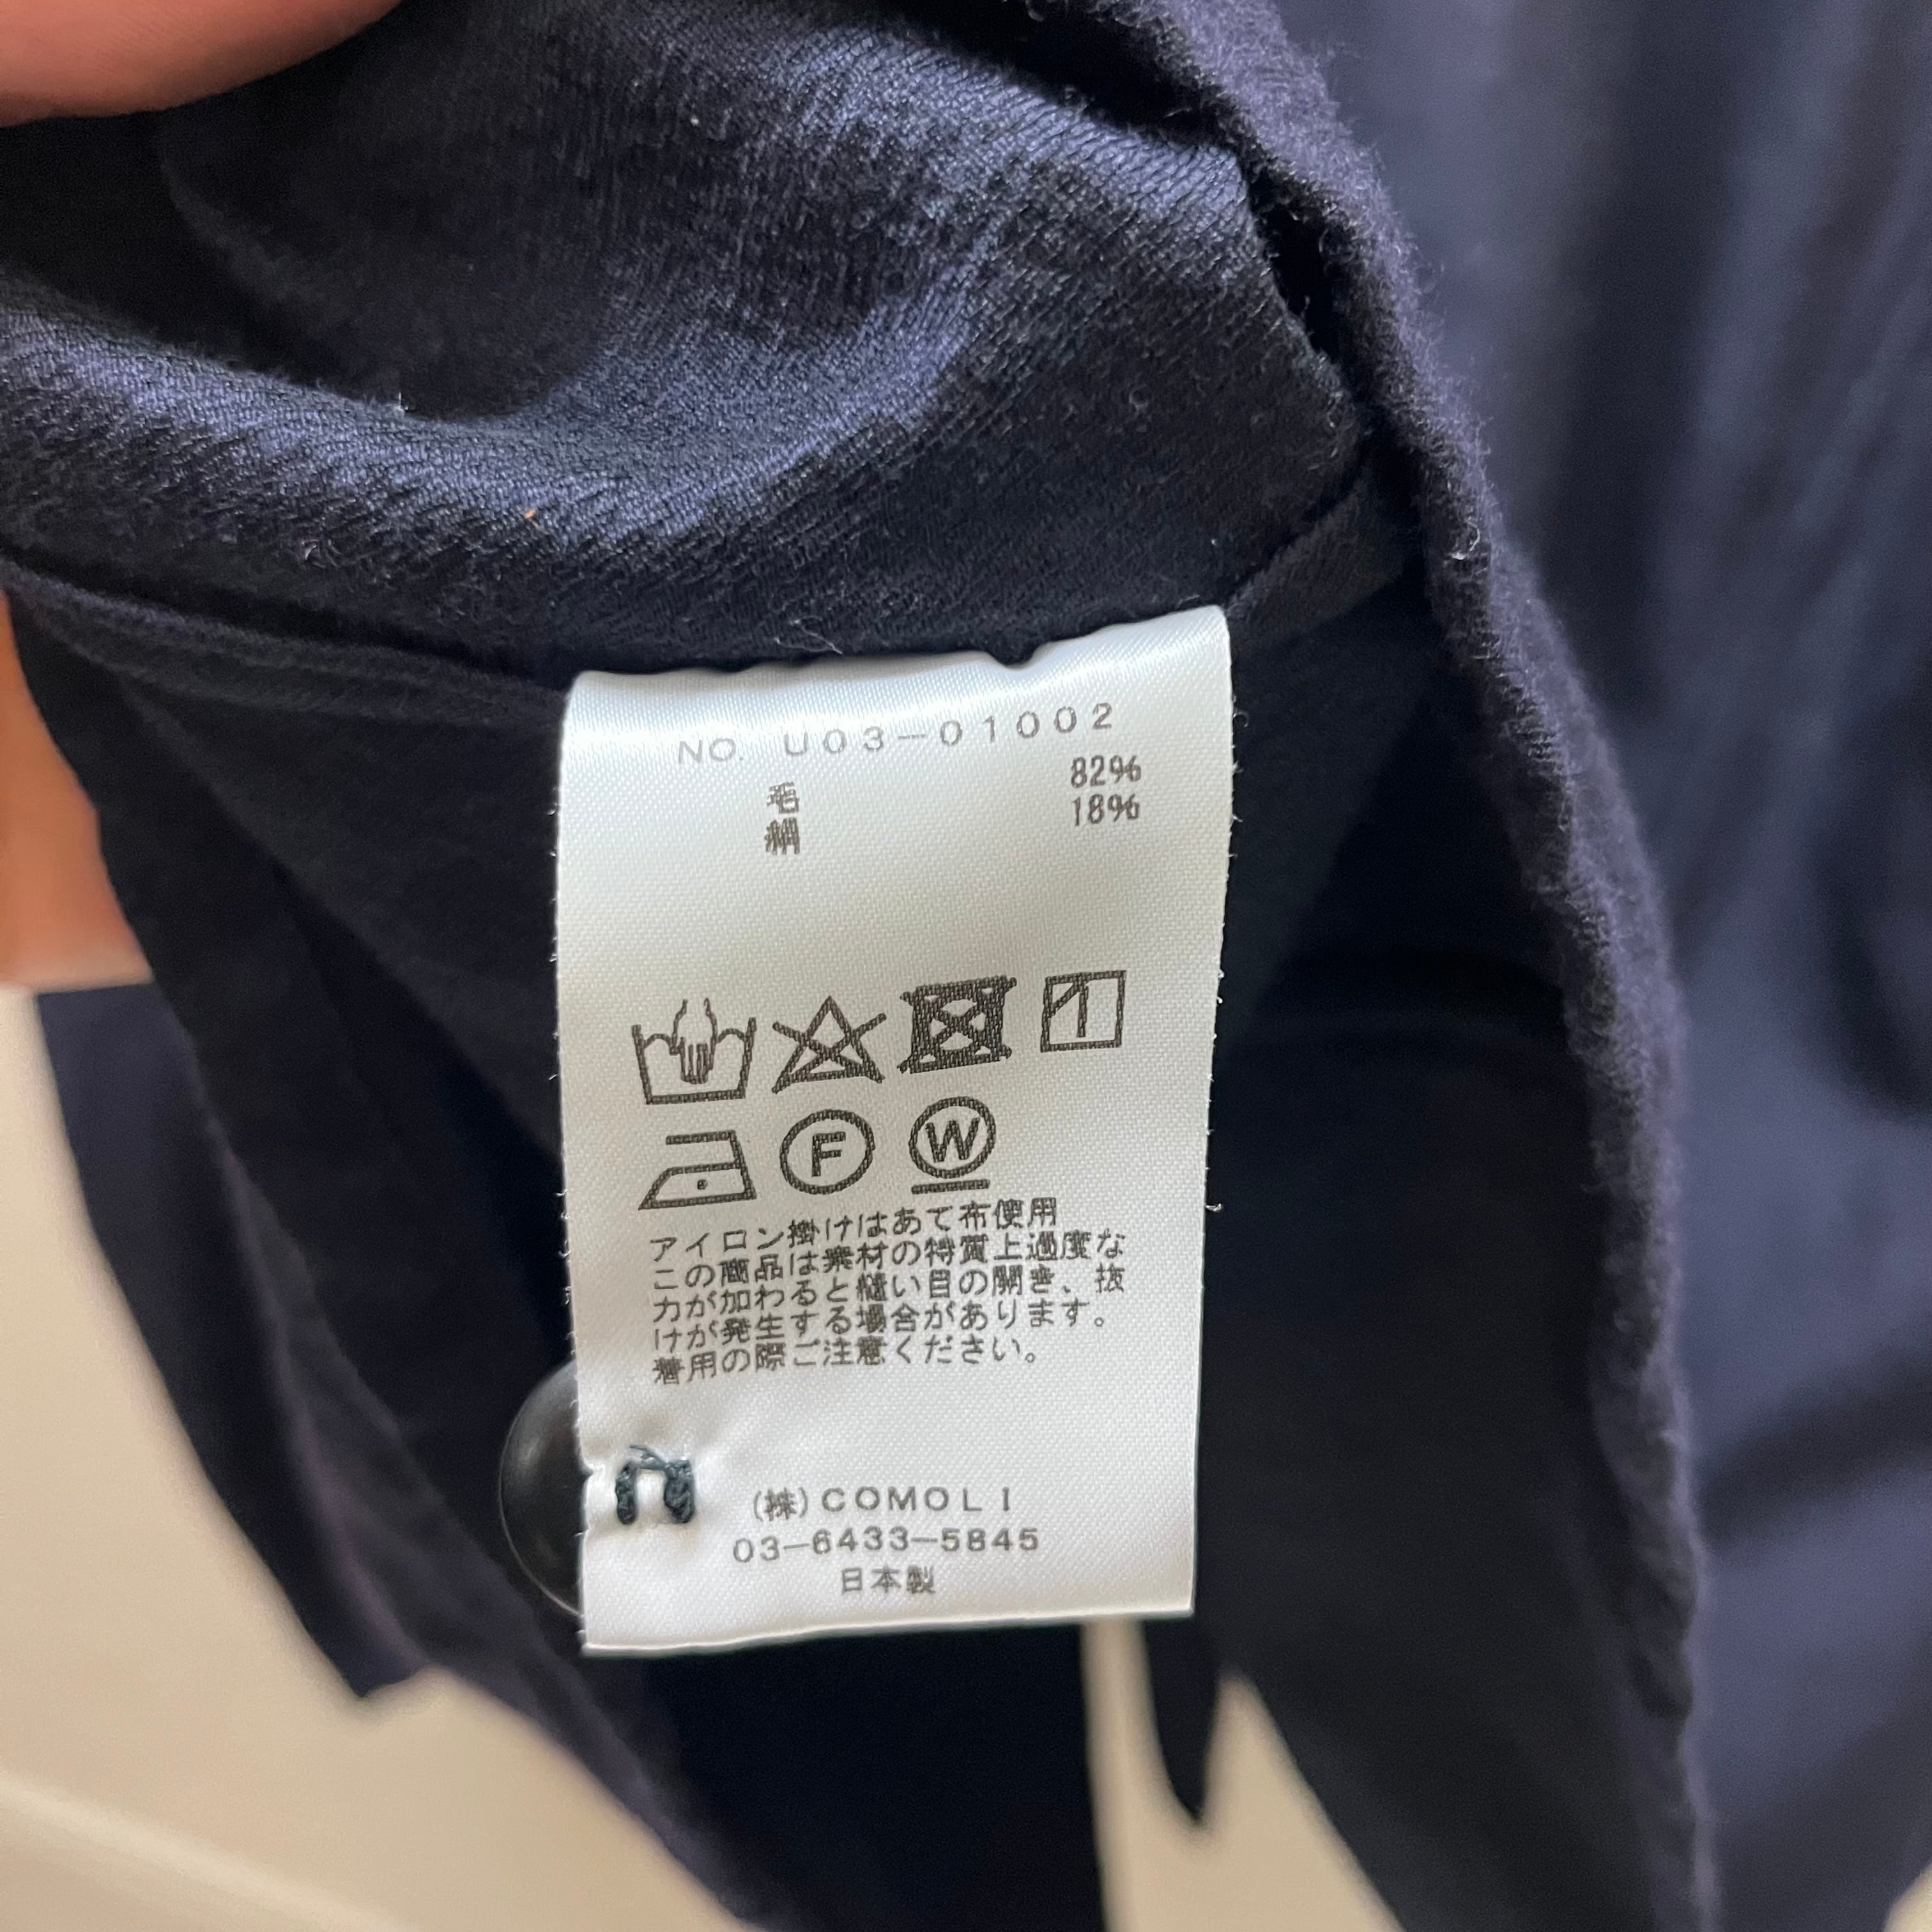 NO. U03-01002
毛 82%
絹 18%
F W
アイロン掛けはあて布使用
この商品は素材の特質上過度な
力が加わると縫い目の開き、抜
けが発生する場合があります。
着用の際ご注意ください。
(株)COMOLI
03-6433-5845
日本製